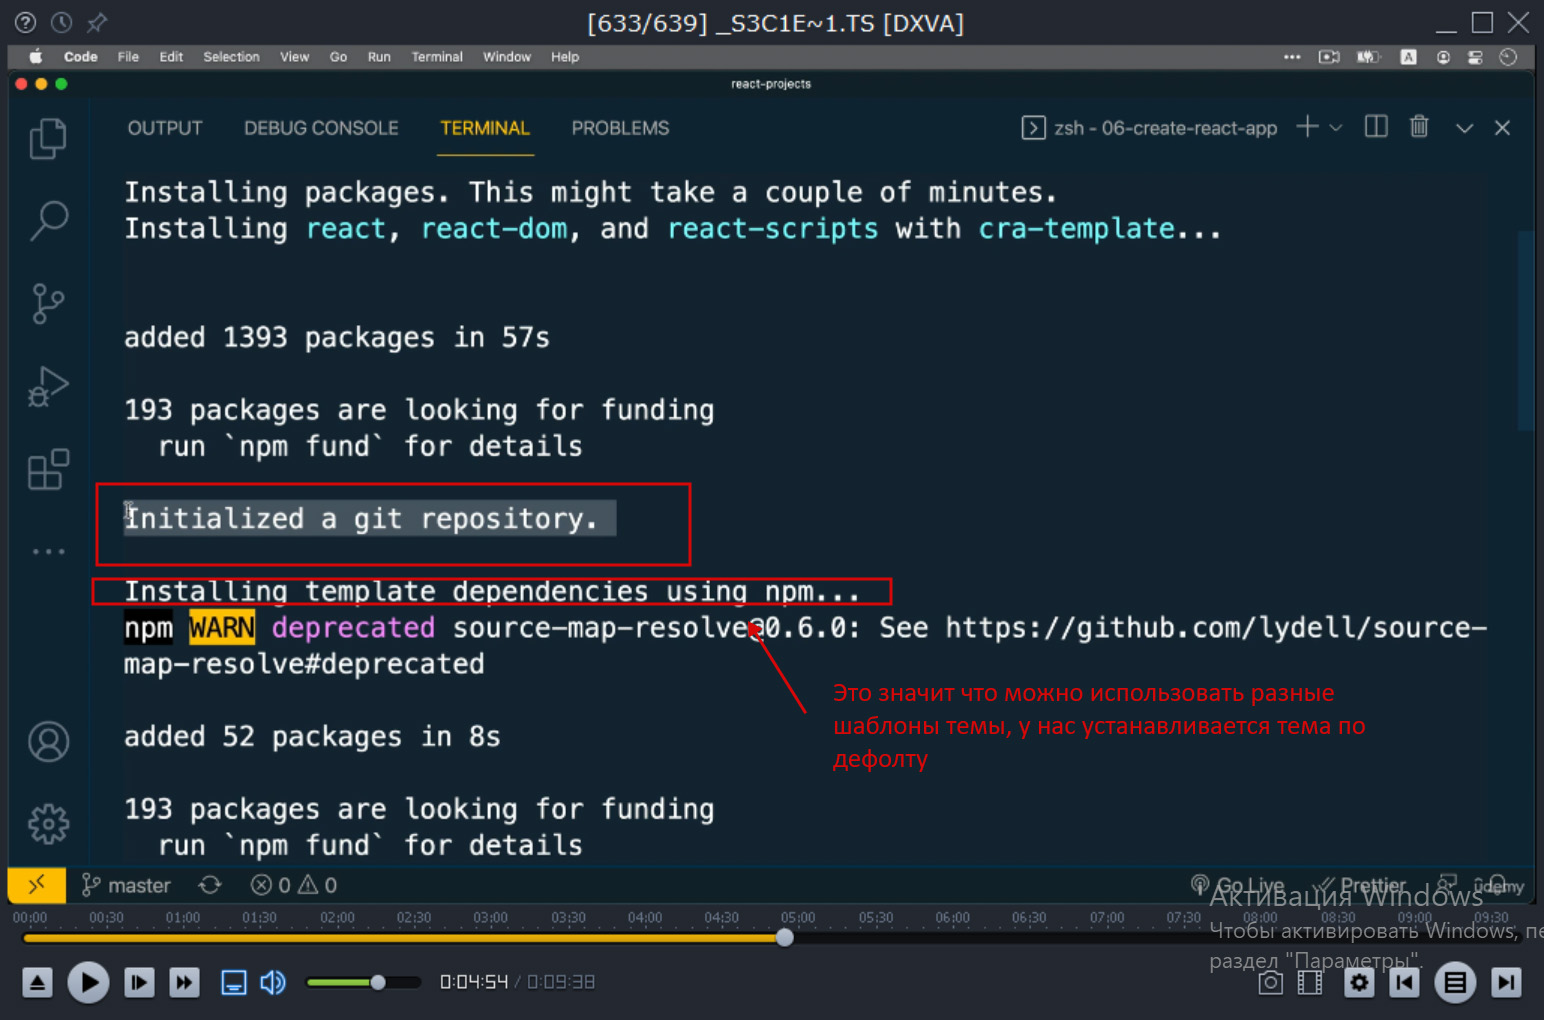 [633/639] _S3C1E~1.TS [DXVA]
Code File Edit Selection View Go Run Terminal Window Help
react-projects
OUTPUT DEBUG CONSOLE TERMINAL PROBLEMS zsh - 06-create-react-app
Installing packages. This might take a couple of minutes.
Installing react, react-dom, and react-scripts with cra-template...
added 1393 packages in 57s
193 packages are looking for funding
run `npm fund` for details
Initialized a git repository.
Installing template dependencies using npm...
npm WARN deprecated source-map-resolve@0.6.0: See https://github.com/lydell/source-
map-resolve#deprecated
Это значит что можно использовать разные
шаблоны темы, у нас устанавливается тема по
дефолту
added 52 packages in 8s
193 packages are looking for funding
run `npm fund` for details
master 0 0 Go Live Prettier ûdemy
00:00 00:30 01:00 01:30 02:00 02:30 03:00 03:30 04:00 04:30 05:00 05:30 06:00 06:30 07:00 07:30 08:00 08:30 09:00 09:30
Активация Windows
Чтобы активировать Windows, пе
раздел "Параметры".
0:04:54 / 0:09:38